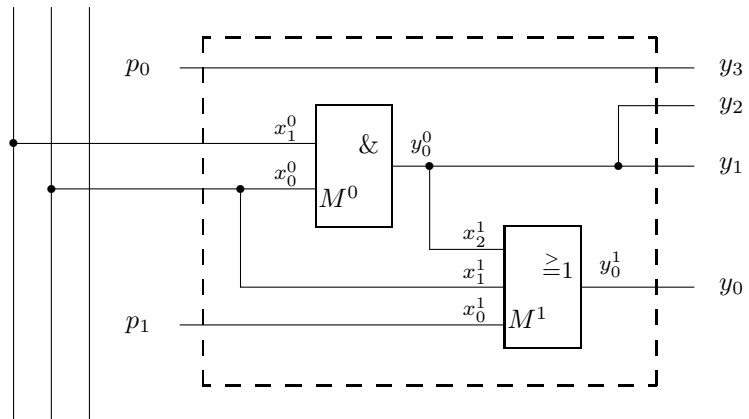 p₀ y₃
y₂
x₁⁰ & y₀⁰ y₁
x₀⁰
M⁰
x₂¹
x₁¹ ≥1 y₀¹ y₀
x₀¹
p₁ M¹